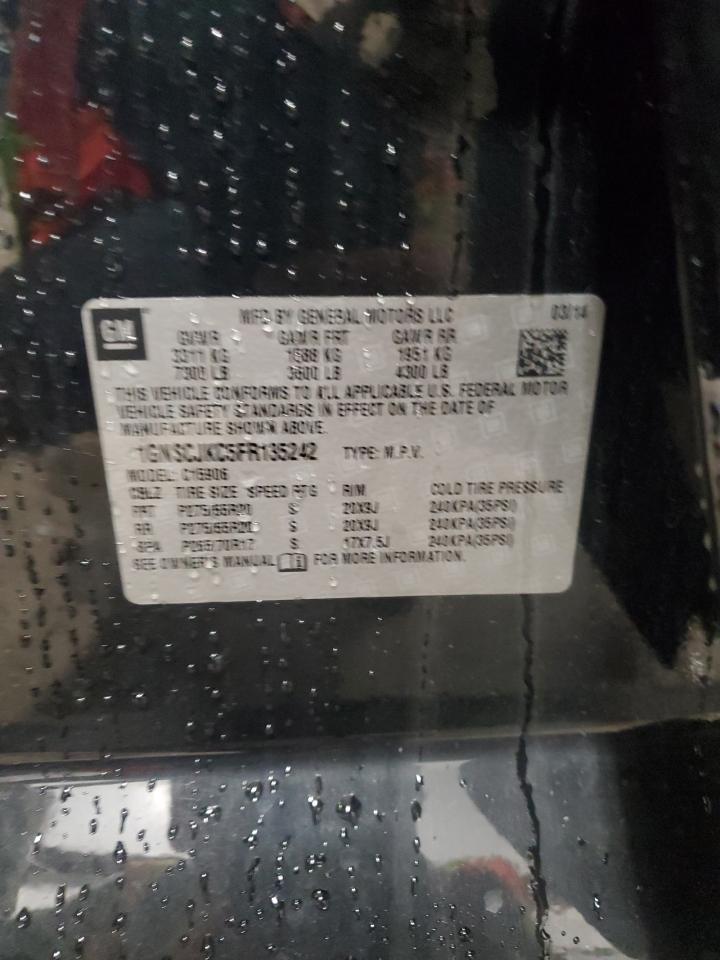 GM MFD BY GENERAL MOTORS LLC 03/14
GVWR GAWR FRT GAWR RR
3311 KG 1588 KG 1951 KG
7300 LB 3600 LB 4300 LB
THIS VEHICLE CONFORMS TO ALL APPLICABLE U.S. FEDERAL MOTOR
VEHICLE SAFETY STANDARDS IN EFFECT ON THE DATE OF
MANUFACTURE SHOWN ABOVE.
1GNSCJKC5FR135242 TYPE: M.P.V.
MODEL: C15906
TIRE SIZE SPEED RTG RIM COLD TIRE PRESSURE
FRT P275/55R20 S 20X9J 240KPA(35PSI)
RR P275/55R20 S 20X9J 240KPA(35PSI)
SPA P265/70R17 S 17X7.5J 240KPA(35PSI)
SEE OWNER'S MANUAL FOR MORE INFORMATION.